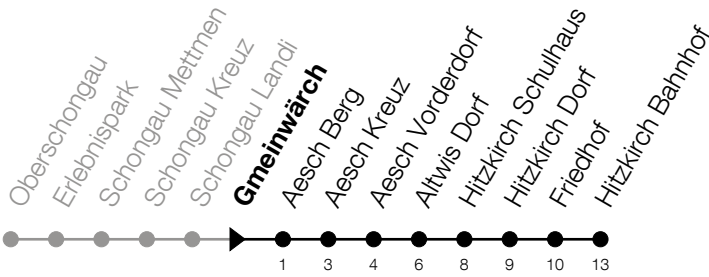 Oberschongau
Erlebnispark
Schongau Mettmen
Schongau Kreuz
Schongau Landi
Gmeinwärch
Aesch Berg
Aesch Kreuz
Aesch Vorderdorf
Altwis Dorf
Hitzkirch Schulhaus
Hitzkirch Dorf
Friedhof
Hitzkirch Bahnhof
1 3 4 6 8 9 10 13